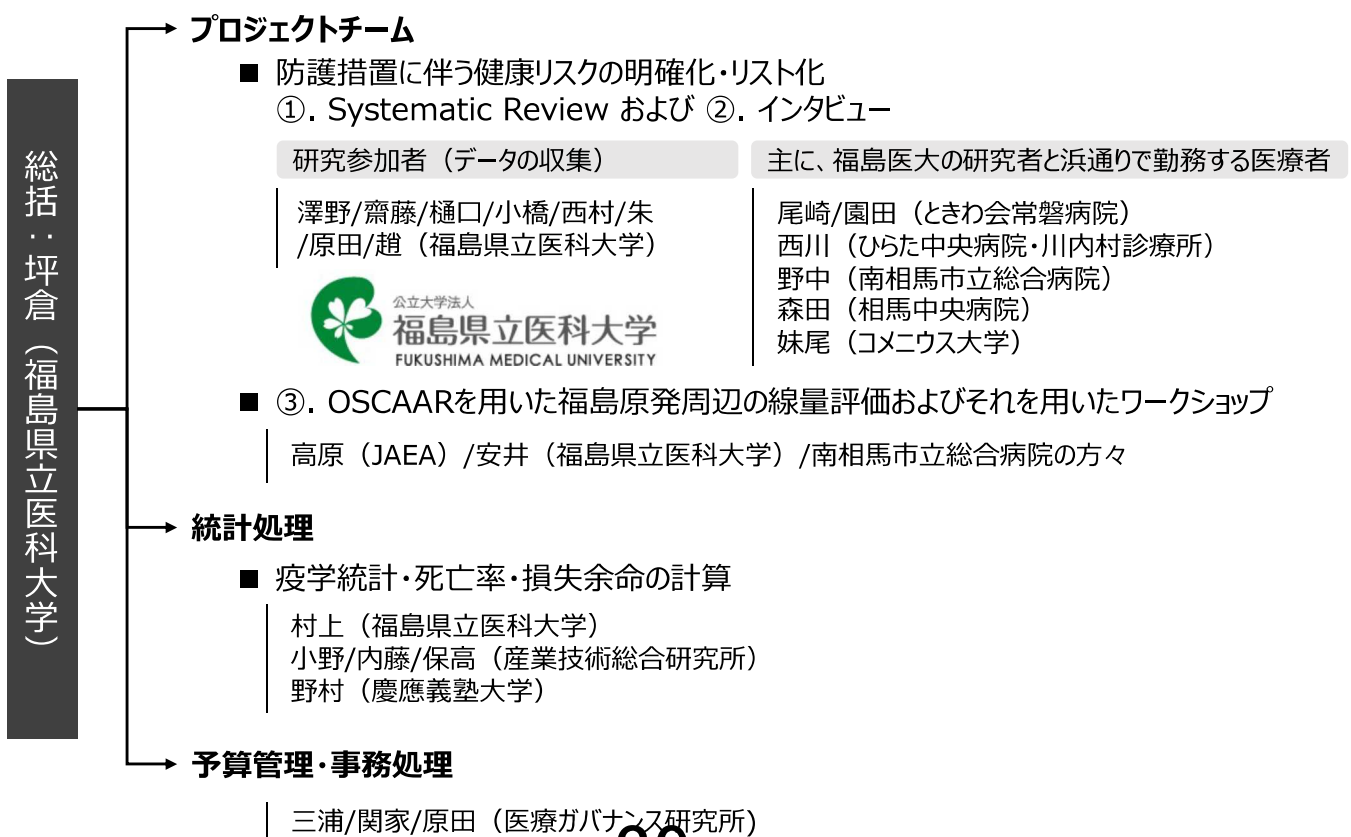 総括：坪倉（福島県立医科大学）
プロジェクトチーム
■ 防護措置に伴う健康リスクの明確化・リスト化
①. Systematic Review および ②. インタビュー
研究参加者（データの収集）
澤野/齋藤/樋口/小橋/西村/朱
/原田/趙（福島県立医科大学）
公立大学法人
福島県立医科大学
FUKUSHIMA MEDICAL UNIVERSITY
主に、福島医大の研究者と浜通りで勤務する医療者
尾崎/園田（ときわ会常磐病院）
西川（ひらた中央病院・川内村診療所）
野中（南相馬市立総合病院）
森田（相馬中央病院）
妹尾（コメニウス大学）
■ ③. OSCAARを用いた福島原発周辺の線量評価およびそれを用いたワークショップ
高原（JAEA）/安井（福島県立医科大学）/南相馬市立総合病院の方々
統計処理
■ 疫学統計・死亡率・損失余命の計算
村上（福島県立医科大学）
小野/内藤/保高（産業技術総合研究所）
野村（慶應義塾大学）
予算管理・事務処理
三浦/関家/原田（医療ガバナンス研究所)